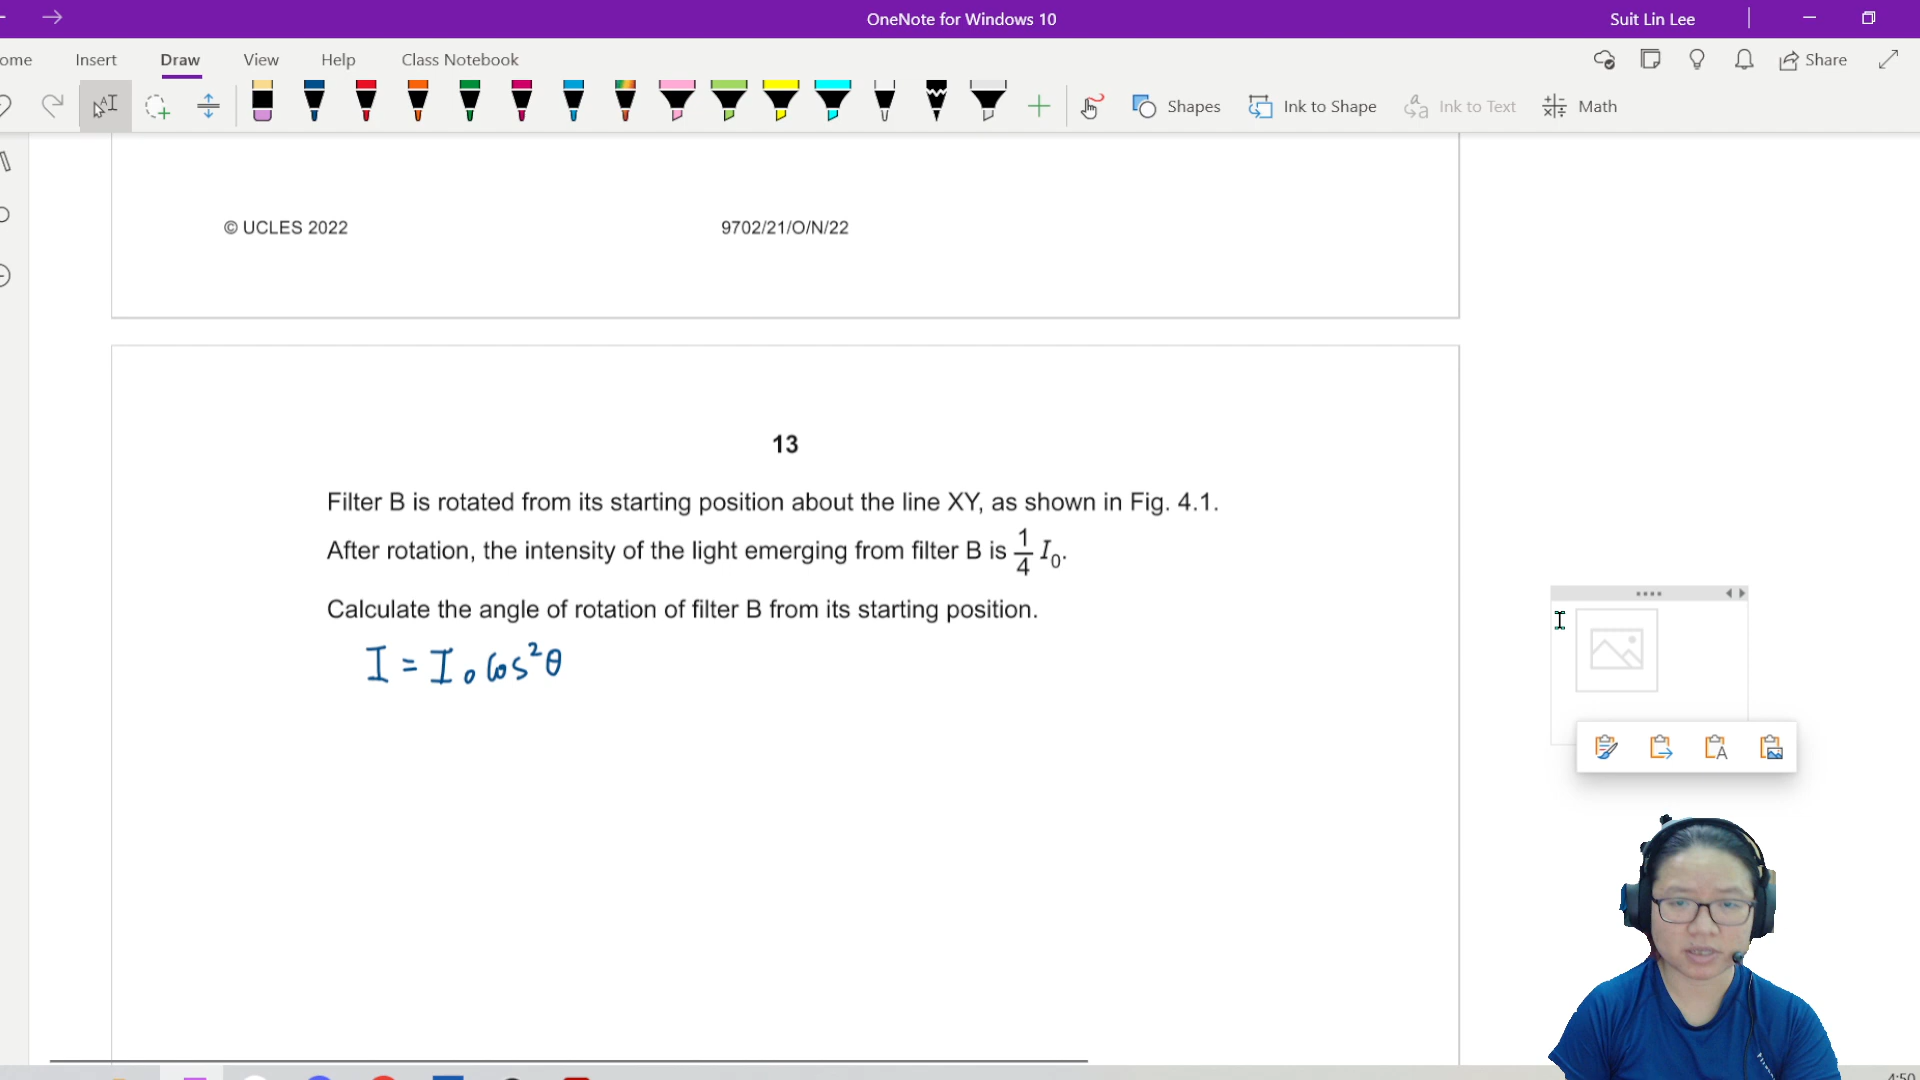 OneNote for Windows 10
Suit Lin Lee
ome Insert Draw View Help Class Notebook
Share
Shapes Ink to Shape Ink to Text Math
© UCLES 2022 9702/21/O/N/22
13
Filter B is rotated from its starting position about the line XY, as shown in Fig. 4.1.
After rotation, the intensity of the light emerging from filter B is 1/4 I₀.
Calculate the angle of rotation of filter B from its starting position.
I = I₀ cos²θ
4:50